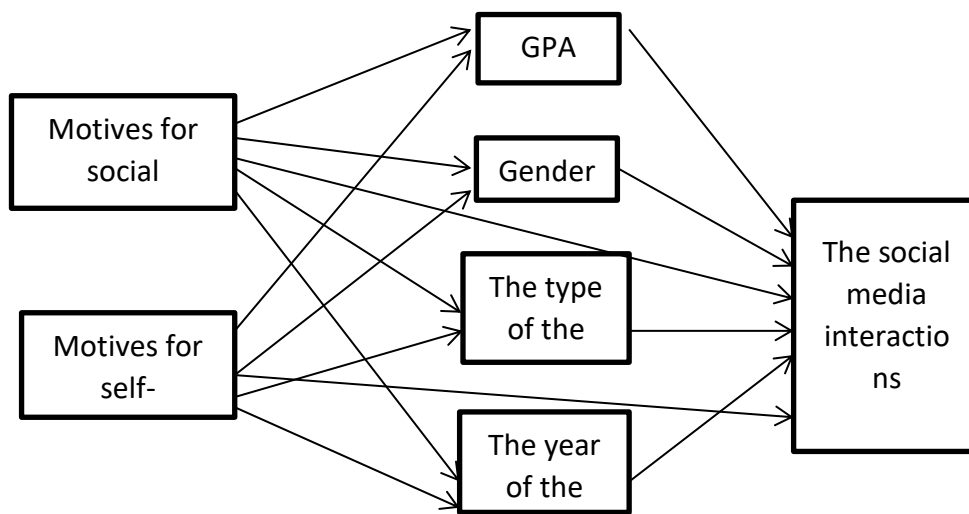 GPA
Motives for
social
Gender
The type
of the
Motives for
self-
The year
of the
The social
media
interactio
ns